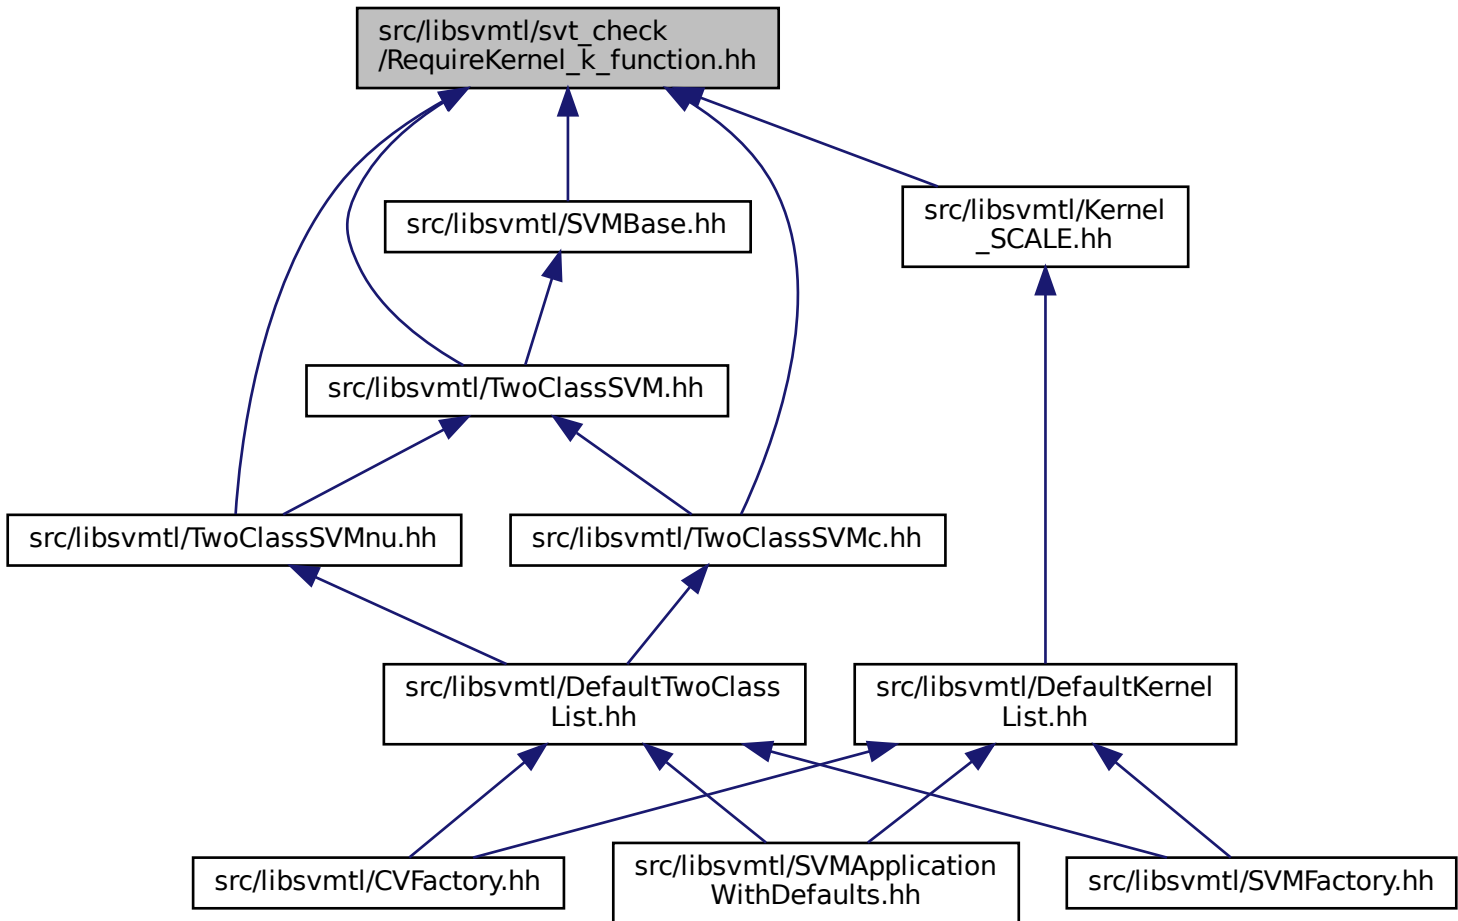 src/libsvmtl/svt_check
/RequireKernel_k_function.hh
src/libsvmtl/SVMBase.hh
src/libsvmtl/Kernel
_SCALE.hh
src/libsvmtl/TwoClassSVM.hh
src/libsvmtl/TwoClassSVMnu.hh
src/libsvmtl/TwoClassSVMc.hh
src/libsvmtl/DefaultTwoClass
List.hh
src/libsvmtl/DefaultKernel
List.hh
src/libsvmtl/CVFactory.hh
src/libsvmtl/SVMApplication
WithDefaults.hh
src/libsvmtl/SVMFactory.hh